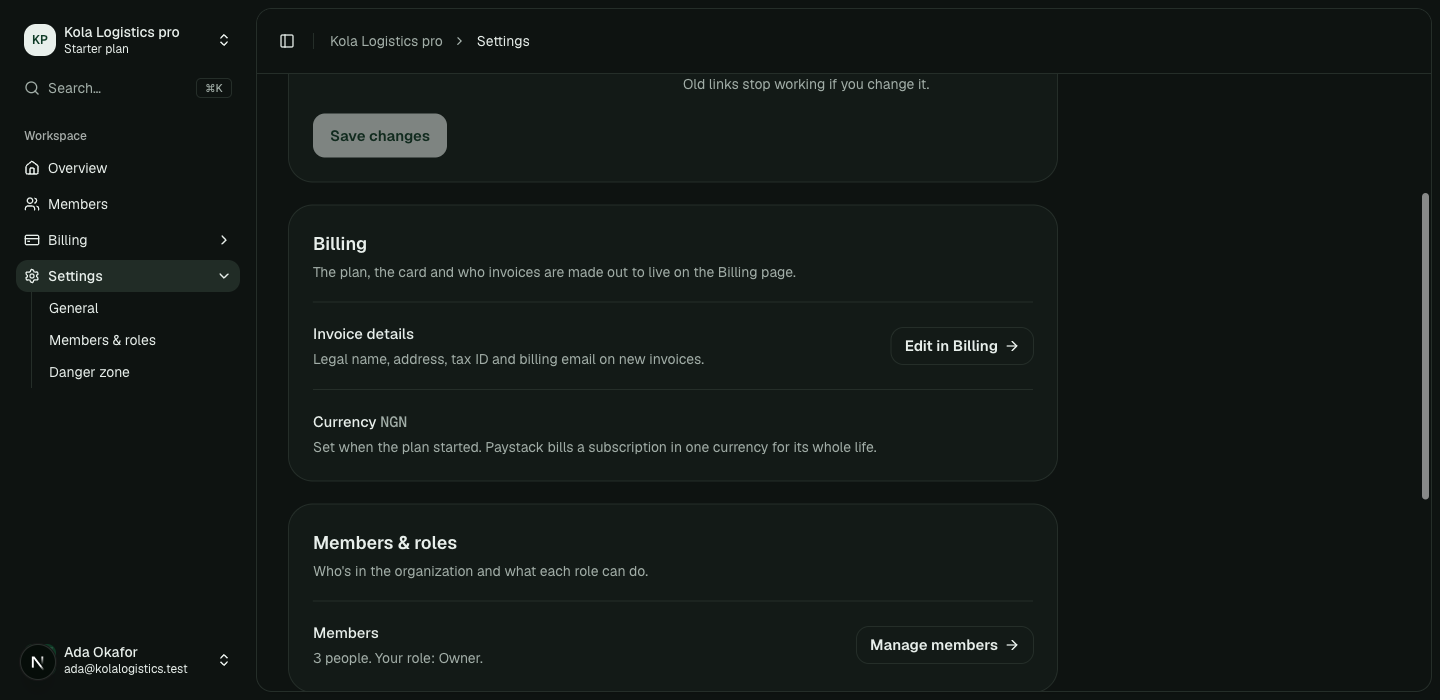 KP
Kola Logistics pro
Starter plan
Search...
⌘K
Workspace
Overview
Members
Billing
Settings
General
Members & roles
Danger zone
N
Ada Okafor
ada@kolalogistics.test
Kola Logistics pro
Settings
Old links stop working if you change it.
Save changes
Billing
The plan, the card and who invoices are made out to live on the Billing page.
Invoice details
Legal name, address, tax ID and billing email on new invoices.
Edit in Billing →
Currency NGN
Set when the plan started. Paystack bills a subscription in one currency for its whole life.
Members & roles
Who's in the organization and what each role can do.
Members
3 people. Your role: Owner.
Manage members →